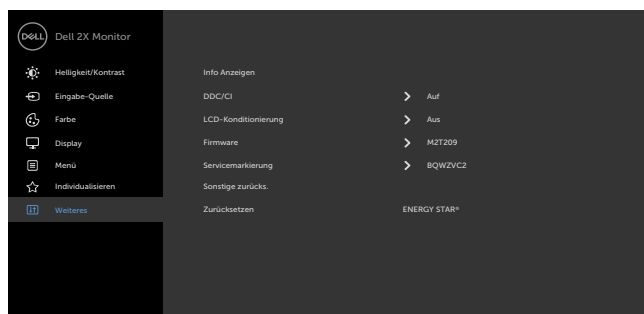 DELL Dell 2X Monitor
Helligkeit/Kontrast Info Anzeigen
Eingabe-Quelle DDC/CI Auf
Farbe LCD-Konditionierung Aus
Display Firmware M2T209
Menü Servicemarkierung BQWZVC2
Individualisieren Sonstige zurücks.
Weiteres Zurücksetzen ENERGY STAR®